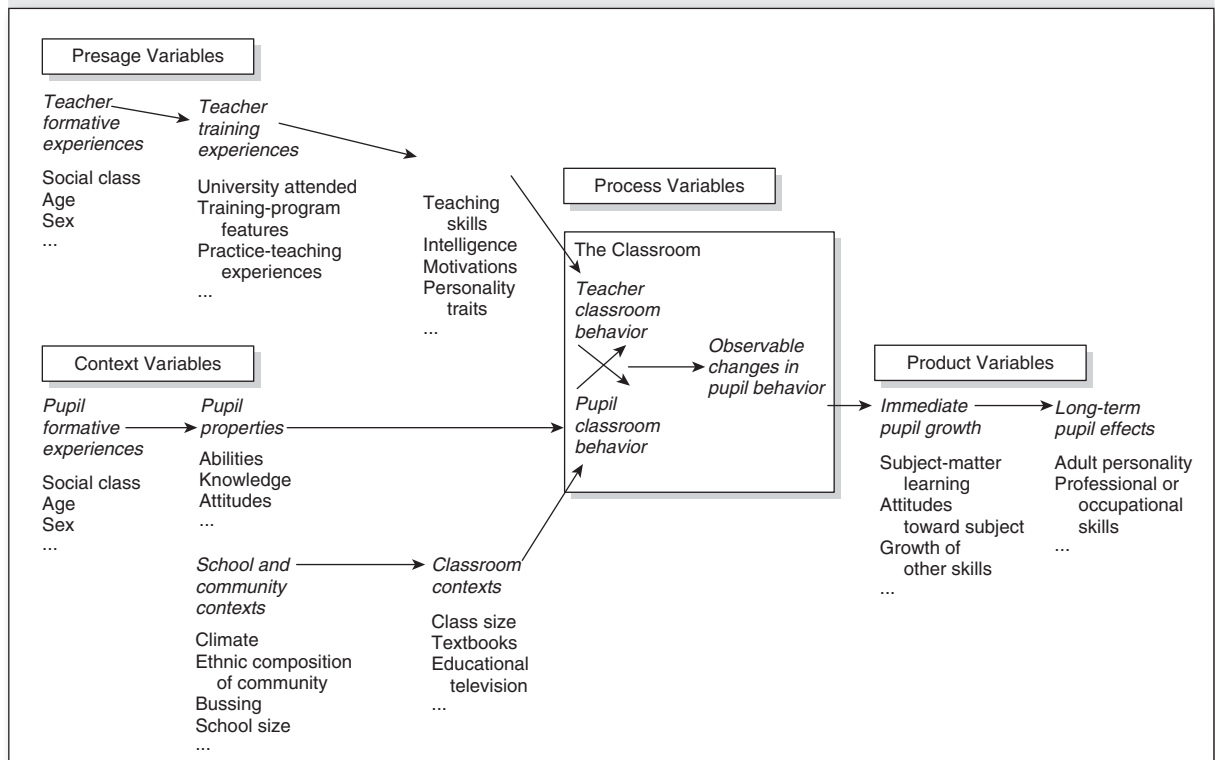 Presage Variables
Teacher
formative
experiences
Social class
Age
Sex
...
Teacher
training
experiences
University attended
Training-program
features
Practice-teaching
experiences
...
Teaching
skills
Intelligence
Motivations
Personality
traits
...
Process Variables
The Classroom
Teacher
classroom
behavior
Pupil
classroom
behavior
Observable
changes in
pupil behavior
Context Variables
Pupil
formative
experiences
Social class
Age
Sex
...
Pupil
properties
Abilities
Knowledge
Attitudes
...
School and
community
contexts
Climate
Ethnic composition
of community
Bussing
School size
...
Classroom
contexts
Class size
Textbooks
Educational
television
...
Product Variables
Immediate
pupil growth
Subject-matter
learning
Attitudes
toward subject
Growth of
other skills
...
Long-term
pupil effects
Adult personality
Professional or
occupational
skills
...